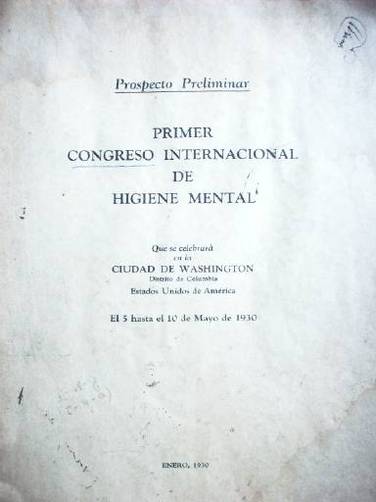 Prospecto Preliminar
PRIMER
CONGRESO INTERNACIONAL
DE
HIGIENE MENTAL
Que se celebrará
en la
CIUDAD DE WASHINGTON
Distrito de Columbia
Estados Unidos de América
El 5 hasta el 10 de Mayo de 1930
ENERO, 1930